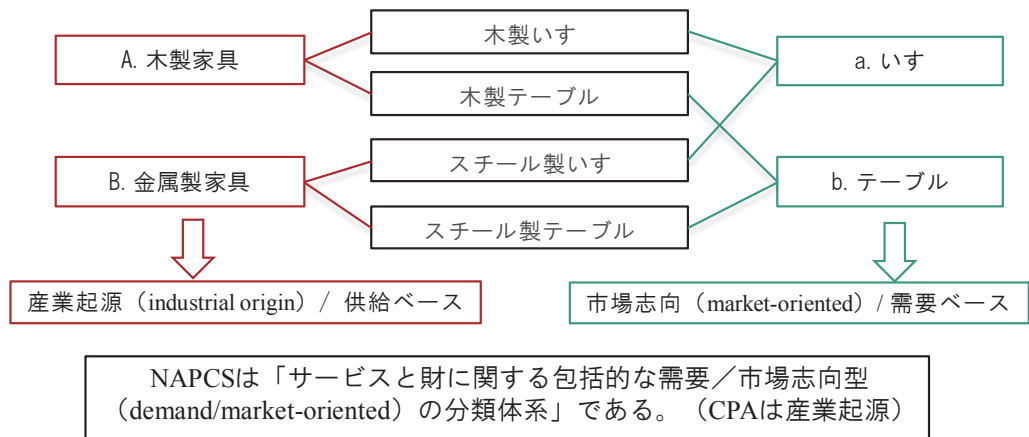 木製いす
A. 木製家具
a. いす
木製テーブル
スチール製いす
B. 金属製家具
b. テーブル
スチール製テーブル
産業起源（industrial origin）/ 供給ベース
市場志向（market-oriented）/ 需要ベース
NAPCSは「サービスと財に関する包括的な需要／市場志向型
（demand/market-oriented）の分類体系」である。（CPAは産業起源）